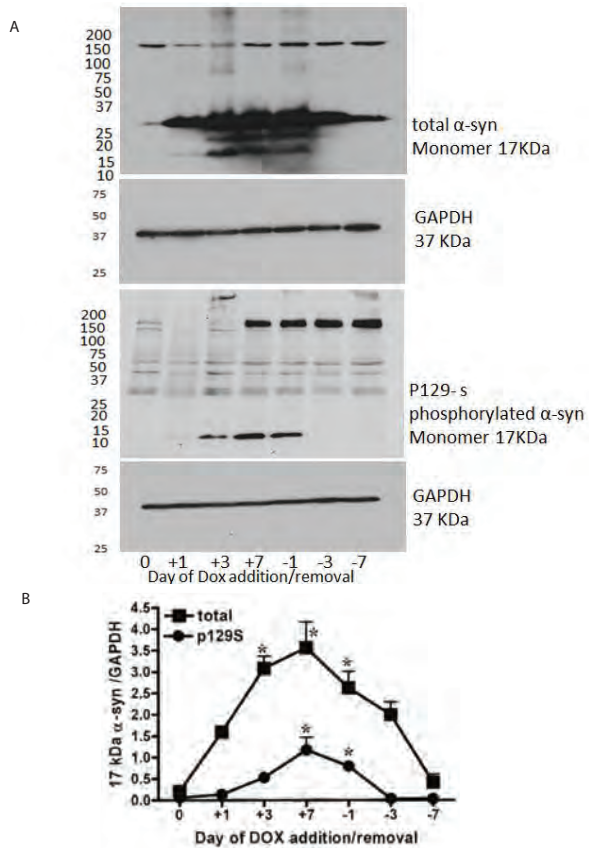 A
200
150
100
75
50
37
25
20
15
10
total α-syn
Monomer 17KDa
75
50
37
25
GAPDH
37 KDa
200
150
100
75
50
37
25
20
15
10
P129-s
phosphorylated α-syn
Monomer 17KDa
75
50
37
25
GAPDH
37 KDa
0 +1 +3 +7 -1 -3 -7
Day of Dox addition/removal
B
total
p129S
17 kDa α-syn /GAPDH
4.5
4.0
3.5
3.0
2.5
2.0
1.5
1.0
0.5
0.0
* * * * *
0 +1 +3 +7 -1 -3 -7
Day of DOX addition/removal